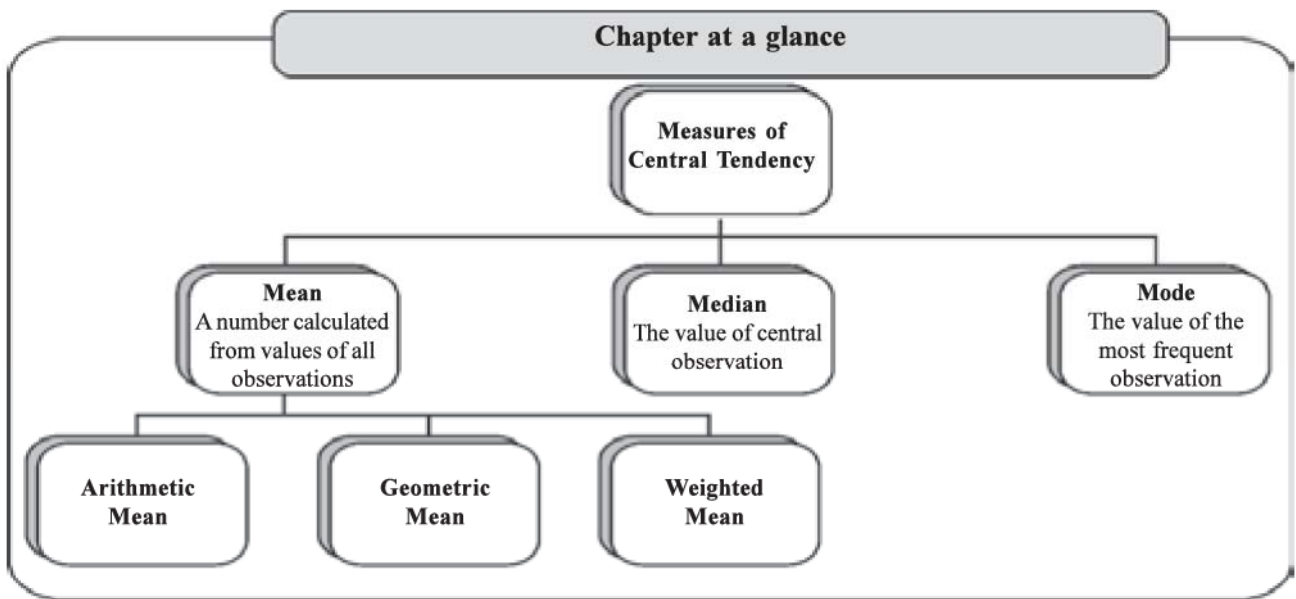 Chapter at a glance
Measures of
Central Tendency
Mean
A number calculated
from values of all
observations
Median
The value of central
observation
Mode
The value of the
most frequent
observation
Arithmetic
Mean
Geometric
Mean
Weighted
Mean